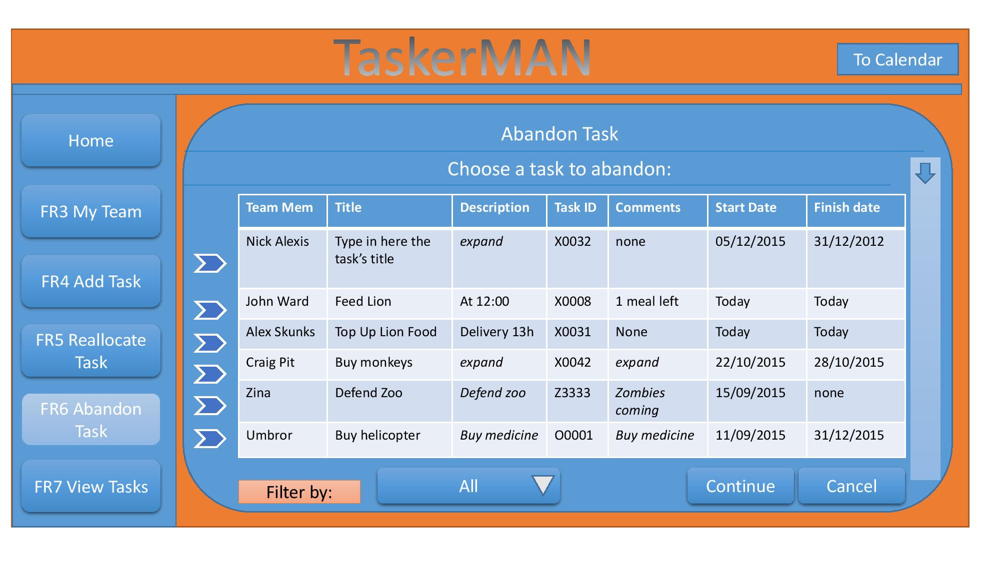 TaskerMAN
To Calendar
Home
FR3 My Team
FR4 Add Task
FR5 Reallocate
Task
FR6 Abandon
Task
FR7 View Tasks
Abandon Task
Choose a task to abandon:
Team Mem Title Description Task ID Comments Start Date Finish date
Nick Alexis Type in here the expand X0032 none 05/12/2015 31/12/2012
task’s title
John Ward Feed Lion At 12:00 X0008 1 meal left Today Today
Alex Skunks Top Up Lion Food Delivery 13h X0031 None Today Today
Craig Pit Buy monkeys expand X0042 expand 22/10/2015 28/10/2015
Zina Defend Zoo Defend zoo Z3333 Zombies 15/09/2015 none
coming
Umbror Buy helicopter Buy medicine O0001 Buy medicine 11/09/2015 31/12/2015
Filter by: All Continue Cancel